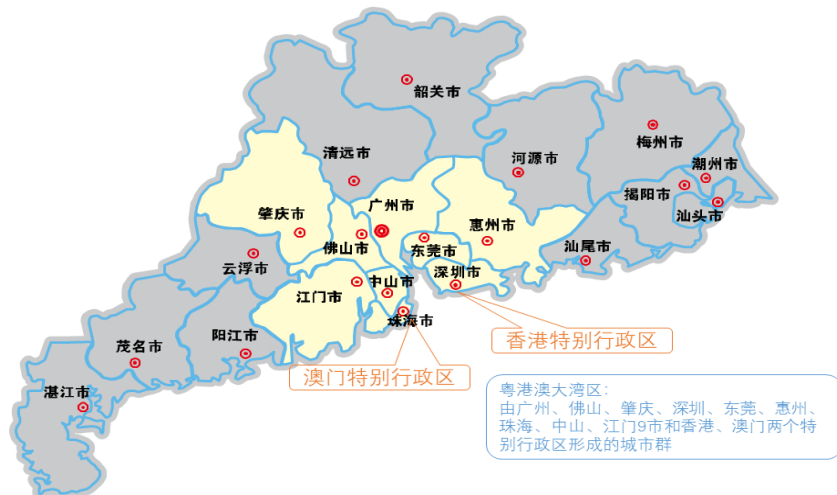 韶关市
梅州市
清远市
河源市
潮州市
揭阳市
广州市
肇庆市
汕头市
惠州市
佛山市
东莞市
汕尾市
云浮市
深圳市
中山市
江门市
珠海市
阳江市
香港特别行政区
茂名市
澳门特别行政区
湛江市
粤港澳大湾区:
由广州、佛山、肇庆、深圳、东莞、惠州、
珠海、中山、江门9市和香港、澳门两个特
别行政区形成的城市群